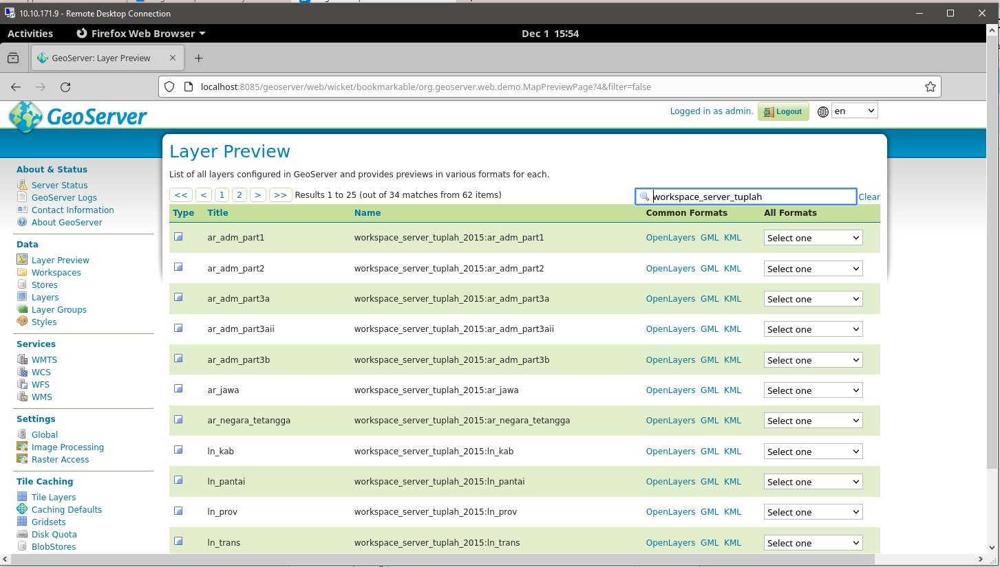 10.10.171.9 - Remote Desktop Connection
Activities Firefox Web Browser Dec 1 15:54
GeoServer: Layer Preview
localhost:8085/geoserver/web/wicket/bookmarkable/org.geoserver.web.demo.MapPreviewPage?4&filter=false
GeoServer Logged in as admin. Logout en
About & Status
Server Status
GeoServer Logs
Contact Information
About GeoServer
Data
Layer Preview
Workspaces
Stores
Layers
Layer Groups
Styles
Services
WMTS
WCS
WFS
WMS
Settings
Global
Image Processing
Raster Access
Tile Caching
Tile Layers
Caching Defaults
Gridsets
Disk Quota
BlobStores
Layer Preview
List of all layers configured in GeoServer and provides previews in various formats for each.
<< < 1 2 > >> Results 1 to 25 (out of 34 matches from 62 items) workspace_server_tuplah Clear
Type Title Name Common Formats All Formats
ar_adm_part1 workspace_server_tuplah_2015:ar_adm_part1 OpenLayers GML KML Select one
ar_adm_part2 workspace_server_tuplah_2015:ar_adm_part2 OpenLayers GML KML Select one
ar_adm_part3a workspace_server_tuplah_2015:ar_adm_part3a OpenLayers GML KML Select one
ar_adm_part3aii workspace_server_tuplah_2015:ar_adm_part3aii OpenLayers GML KML Select one
ar_adm_part3b workspace_server_tuplah_2015:ar_adm_part3b OpenLayers GML KML Select one
ar_jawa workspace_server_tuplah_2015:ar_jawa OpenLayers GML KML Select one
ar_negara_tetangga workspace_server_tuplah_2015:ar_negara_tetangga OpenLayers GML KML Select one
ln_kab workspace_server_tuplah_2015:ln_kab OpenLayers GML KML Select one
ln_pantai workspace_server_tuplah_2015:ln_pantai OpenLayers GML KML Select one
ln_prov workspace_server_tuplah_2015:ln_prov OpenLayers GML KML Select one
ln_trans workspace_server_tuplah_2015:ln_trans OpenLayers GML KML Select one